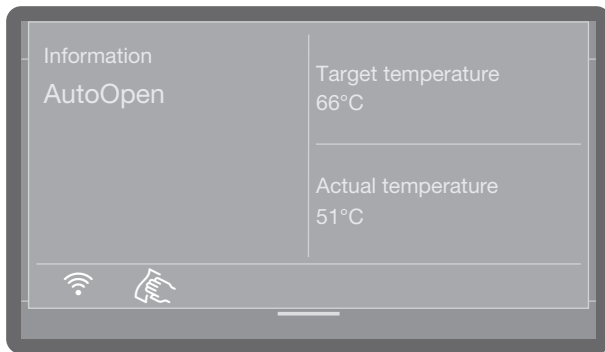 Information
AutoOpen
Target temperature
66°C
Actual temperature
51°C